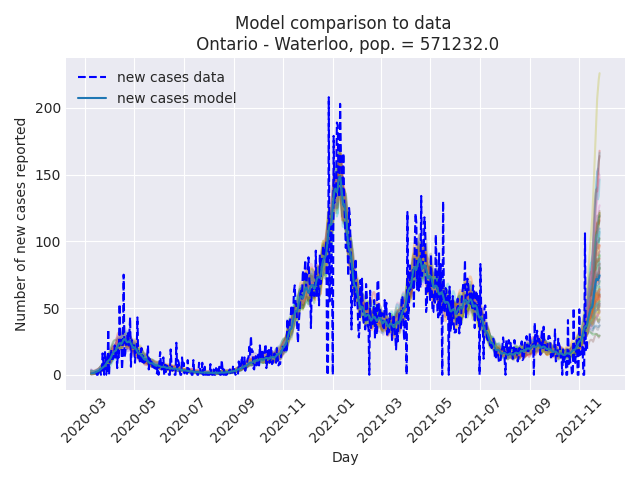 Model comparison to data
Ontario - Waterloo, pop. = 571232.0
new cases data
new cases model
Number of new cases reported
200
150
100
50
0
2020-03
2020-05
2020-07
2020-09
2020-11
2021-01
2021-03
2021-05
2021-07
2021-09
2021-11
Day